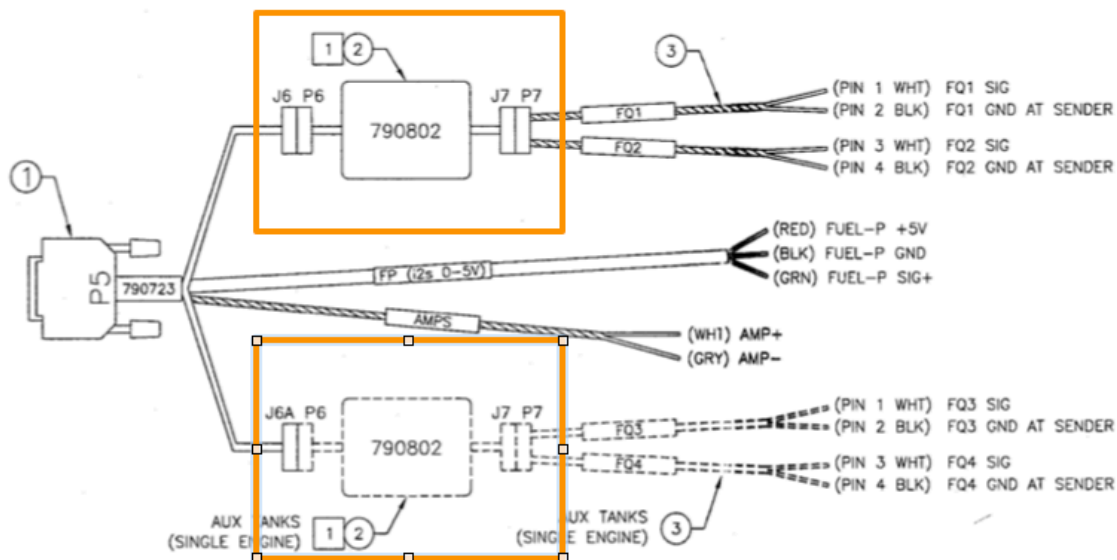 1 2
3
J6 P6
790802
J7 P7
FQ1
FQ2
(PIN 1 WHT) FQ1 SIG
(PIN 2 BLK) FQ1 GND AT SENDER
(PIN 3 WHT) FQ2 SIG
(PIN 4 BLK) FQ2 GND AT SENDER
1
P5
790723
FP (i2s 0-5V)
(RED) FUEL-P +5V
(BLK) FUEL-P GND
(GRN) FUEL-P SIG+
AMPS
(WHT) AMP+
(GRY) AMP-
J6A P6
790802
J7 P7
FQ3
FQ4
(PIN 1 WHT) FQ3 SIG
(PIN 2 BLK) FQ3 GND AT SENDER
(PIN 3 WHT) FQ4 SIG
(PIN 4 BLK) FQ4 GND AT SENDER
AUX TANKS
(SINGLE ENGINE)
1 2
AUX TANKS
(SINGLE ENGINE)
3